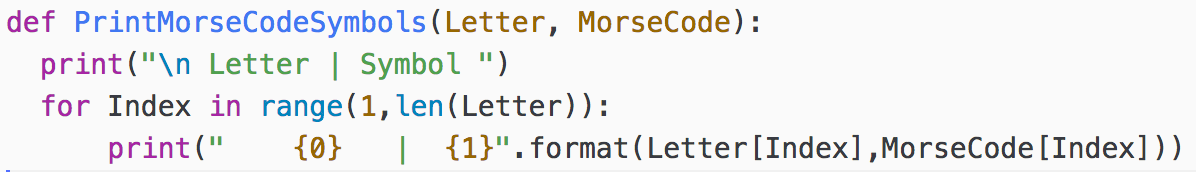 def PrintMorseCodeSymbols(Letter, MorseCode):
  print("\n Letter | Symbol ")
  for Index in range(1,len(Letter)):
      print("    {0}   |  {1}".format(Letter[Index],MorseCode[Index]))